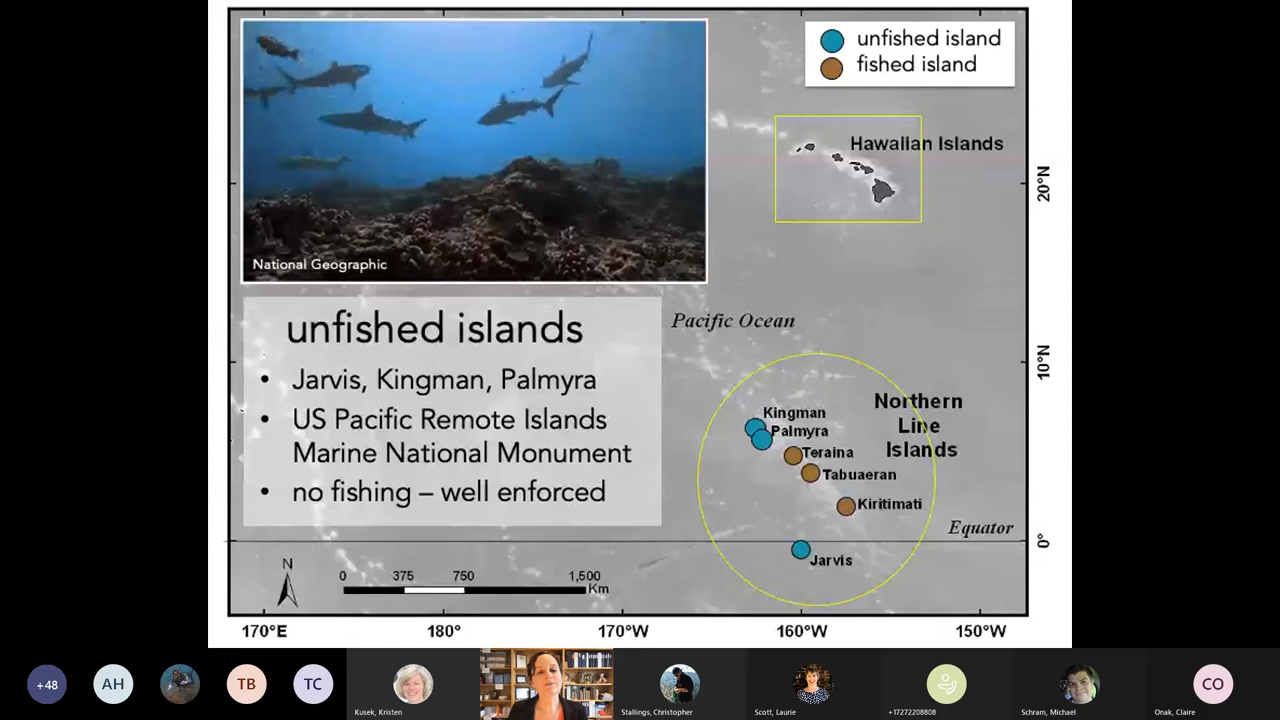 unfished island
fished island
Hawaiian Islands
20°N
National Geographic
unfished islands
• Jarvis, Kingman, Palmyra
• US Pacific Remote Islands
Marine National Monument
• no fishing – well enforced
Pacific Ocean
10°N
Northern
Line
Islands
Kingman
Palmyra
Teraina
Tabuaeran
Kiritimati
Equator
0°
Jarvis
N
0 375 750 1,500
Km
170°E 180° 170°W 160°W 150°W
+48
AH
TB
TC
CO
Kusek, Kristen
Stallings, Christopher
Scott, Laurie
+17272208808
Schram, Michael
Onak, Claire